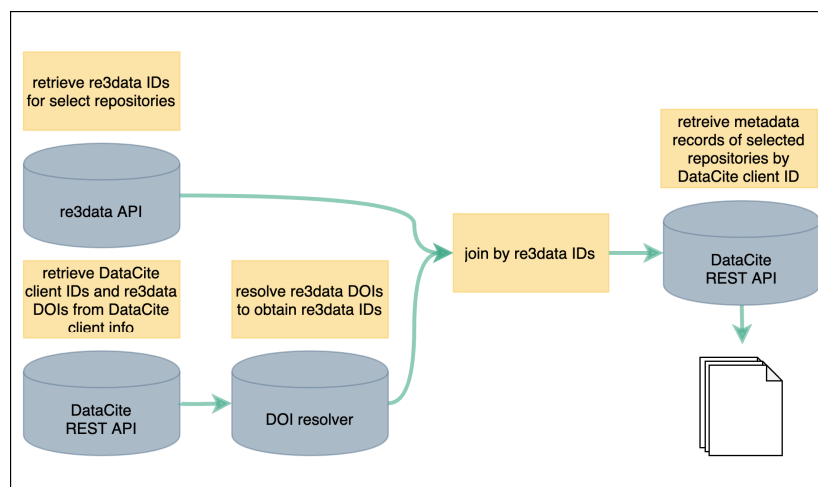 retrieve re3data IDs
for select repositories
re3data API
retrieve DataCite
client IDs and re3data
DOIs from DataCite
client info
DataCite
REST API
resolve re3data DOIs
to obtain re3data IDs
DOI resolver
join by re3data IDs
retreive metadata
records of selected
repositories by
DataCite client ID
DataCite
REST API